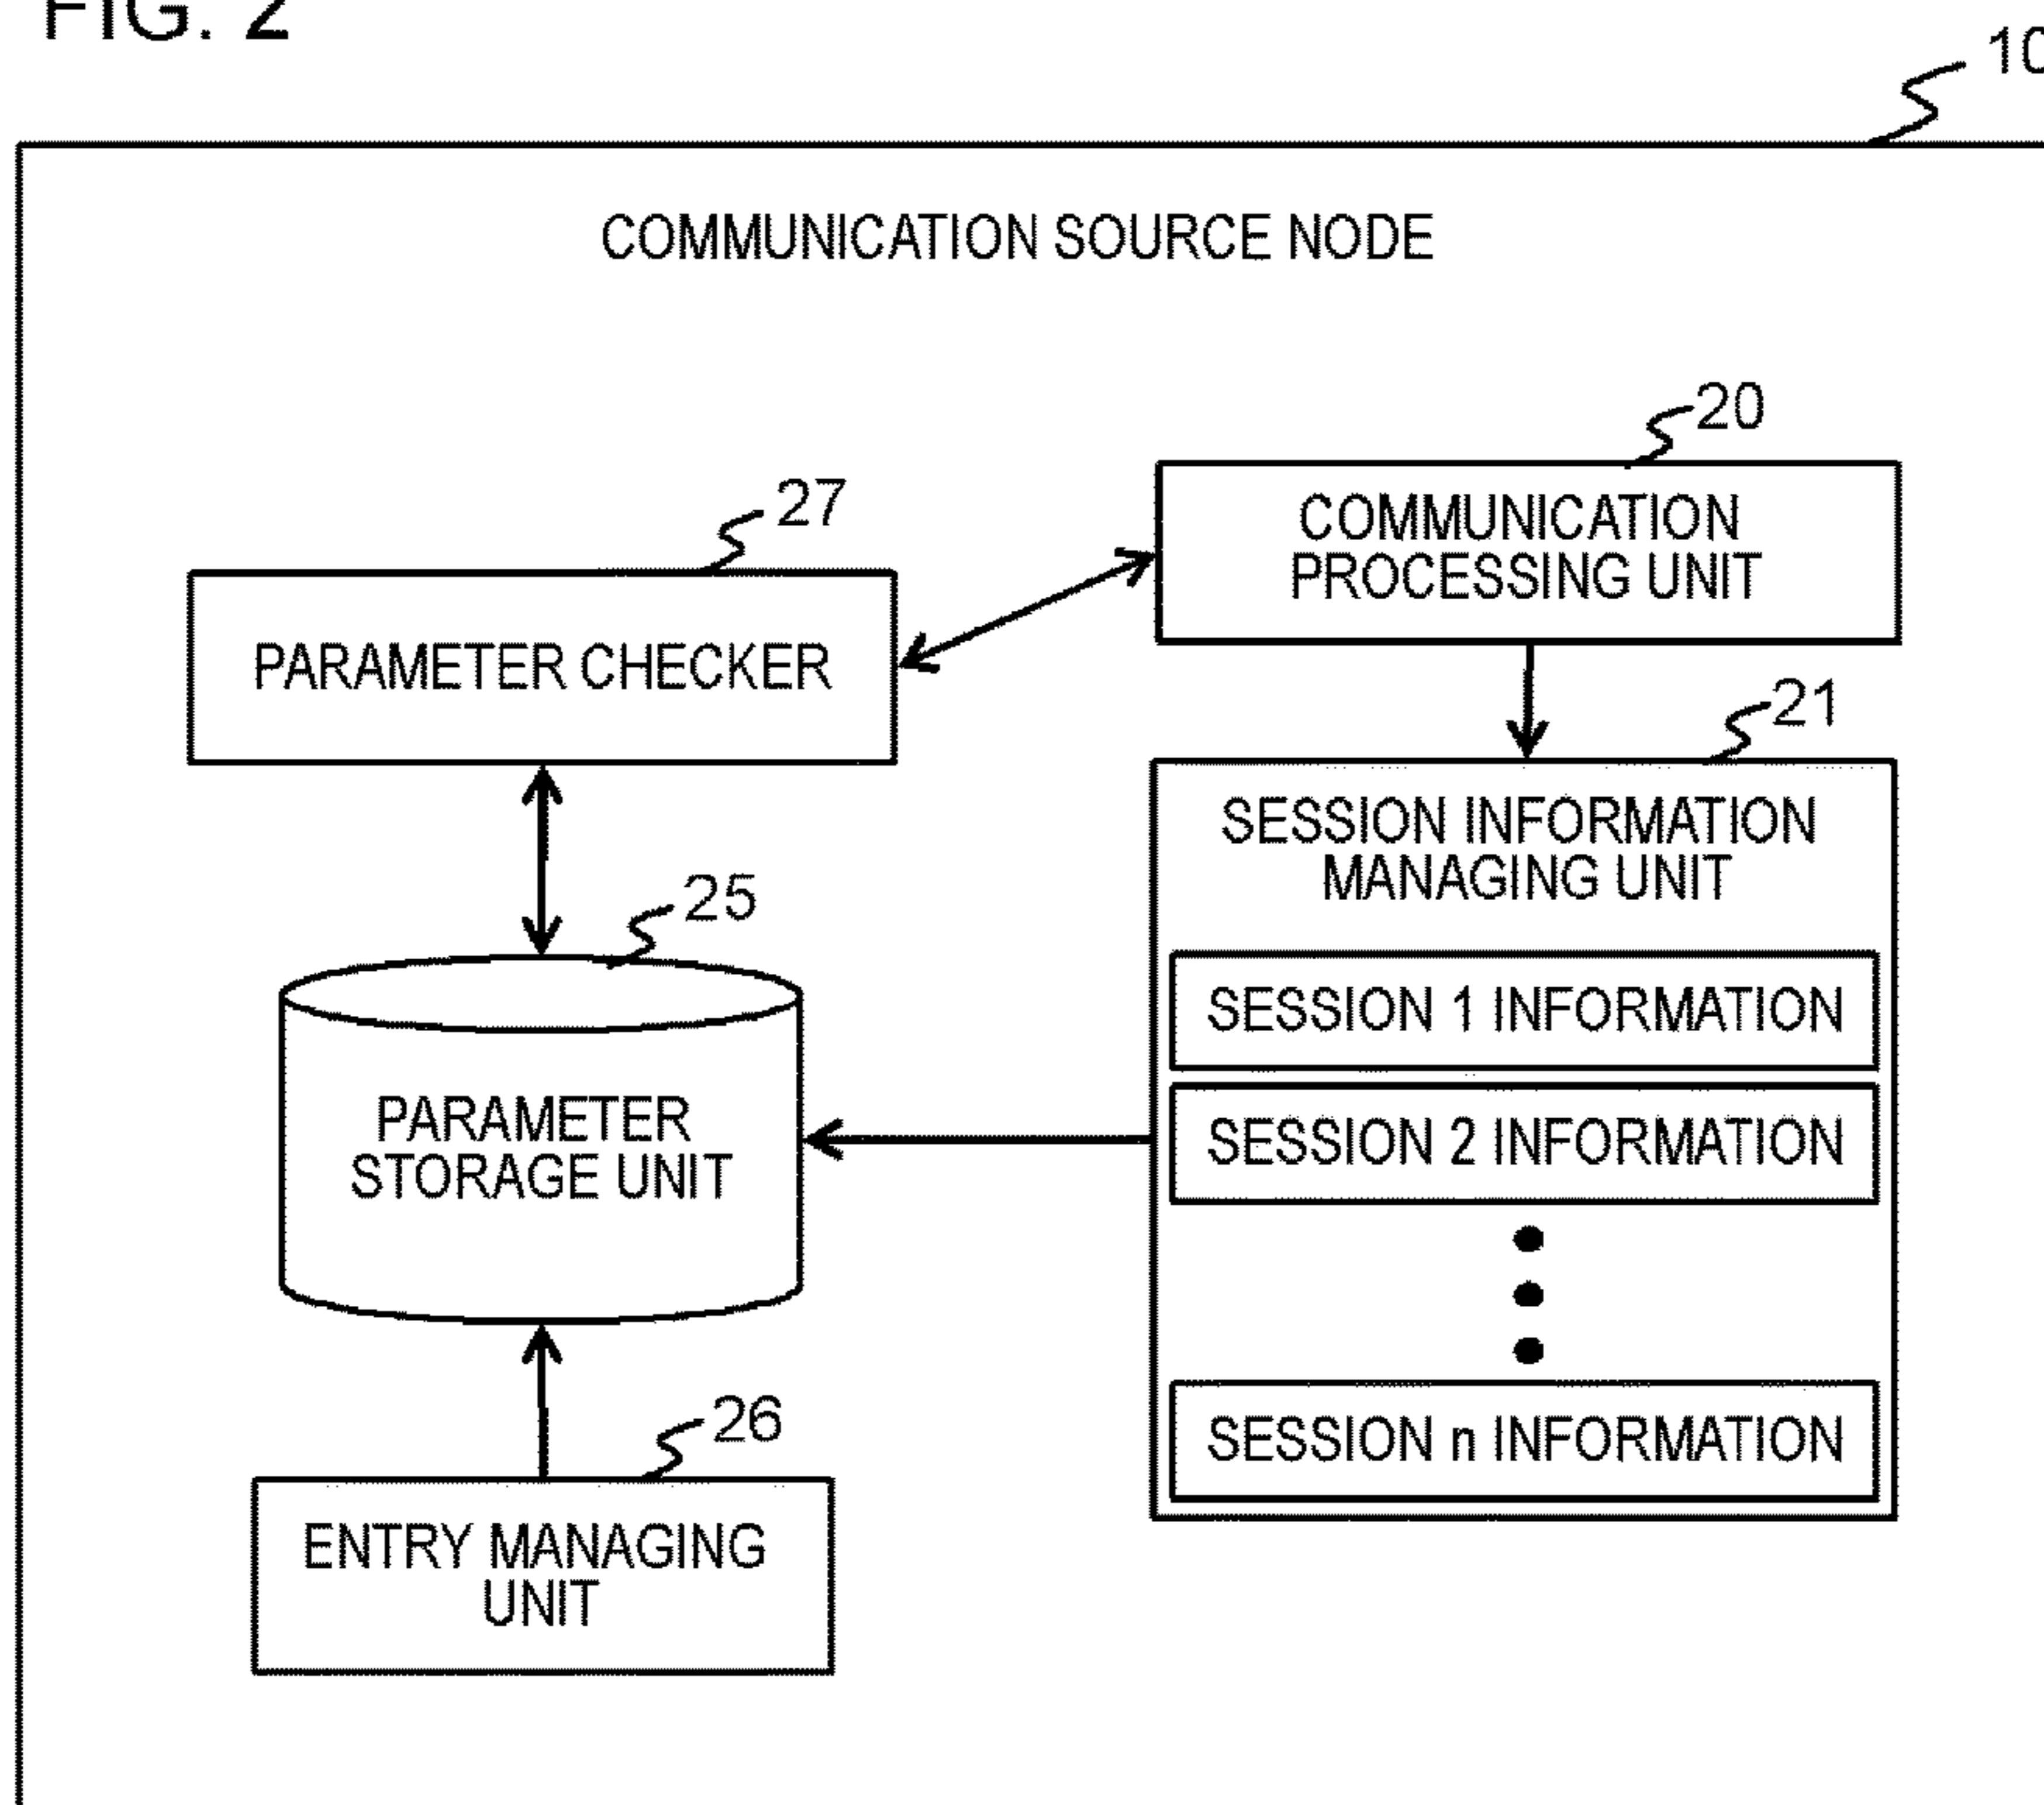 FIG. 2
10
COMMUNICATION SOURCE NODE
20
COMMUNICATION
PROCESSING UNIT
27
PARAMETER CHECKER
21
SESSION INFORMATION
MANAGING UNIT
SESSION 1 INFORMATION
SESSION 2 INFORMATION
SESSION n INFORMATION
25
PARAMETER
STORAGE UNIT
26
ENTRY MANAGING
UNIT